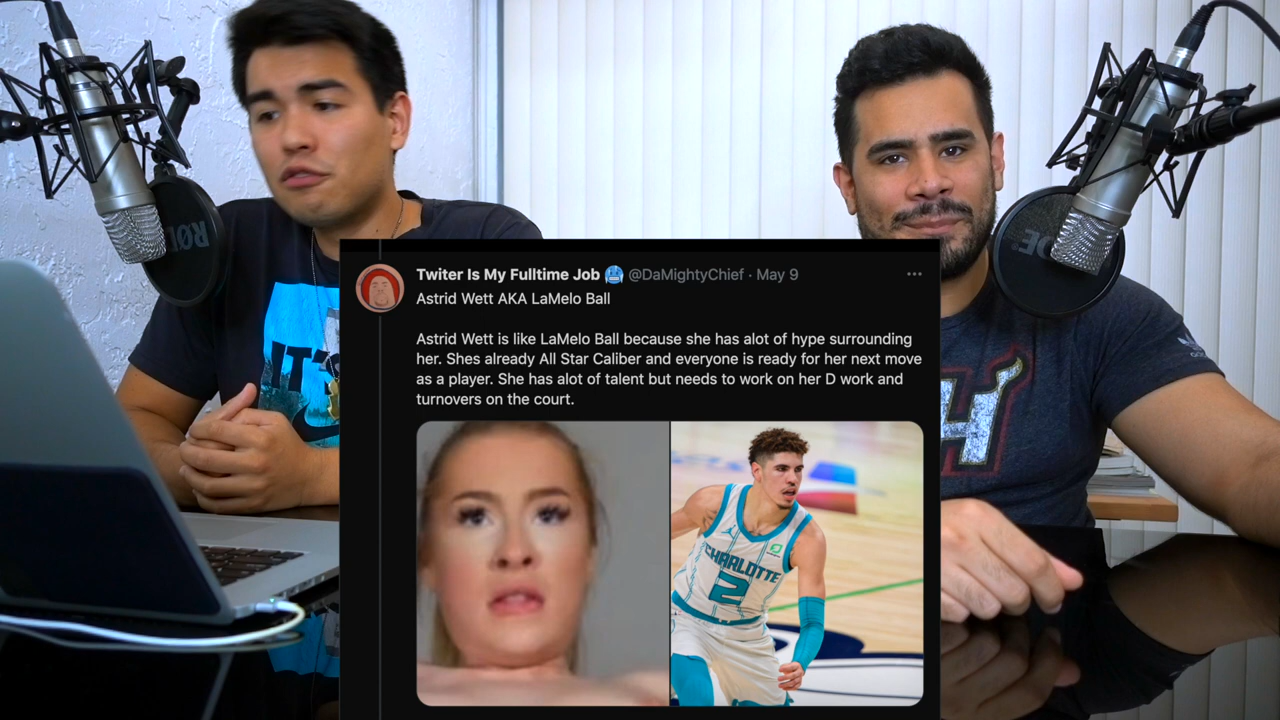 Twiter Is My Fulltime Job 🥶 @DaMightyChief · May 9
Astrid Wett AKA LaMelo Ball
Astrid Wett is like LaMelo Ball because she has alot of hype surrounding
her. Shes already All Star Caliber and everyone is ready for her next move
as a player. She has alot of talent but needs to work on her D work and
turnovers on the court.
CHARLOTTE
2
RØDE
IT'S
H